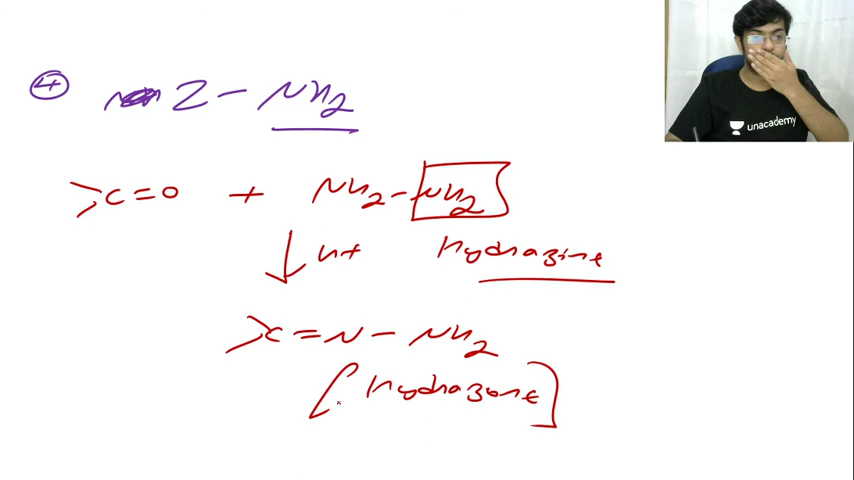 4 Z - NH2
unacademy
>C=O + NH2-NH2
H+ Hydrazine
>C=N-NH2
[Hydrazone]